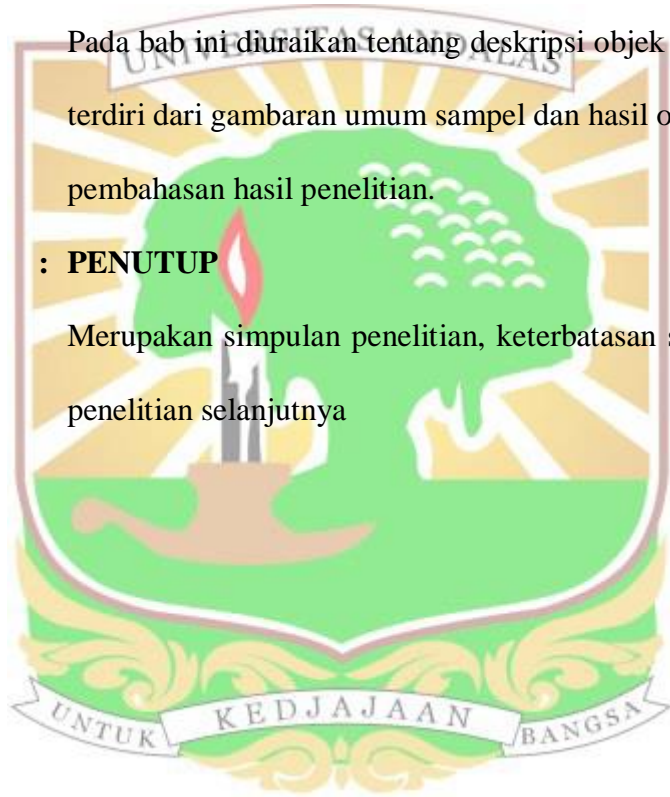 Pada bab ini diuraikan tentang deskripsi objek
UNIVERSITAS ANDALAS
terdiri dari gambaran umum sampel dan hasil
pembahasan hasil penelitian.
: PENUTUP
Merupakan simpulan penelitian, keterbatasan
penelitian selanjutnya
UNTUK KEDJAJAAN BANGSA